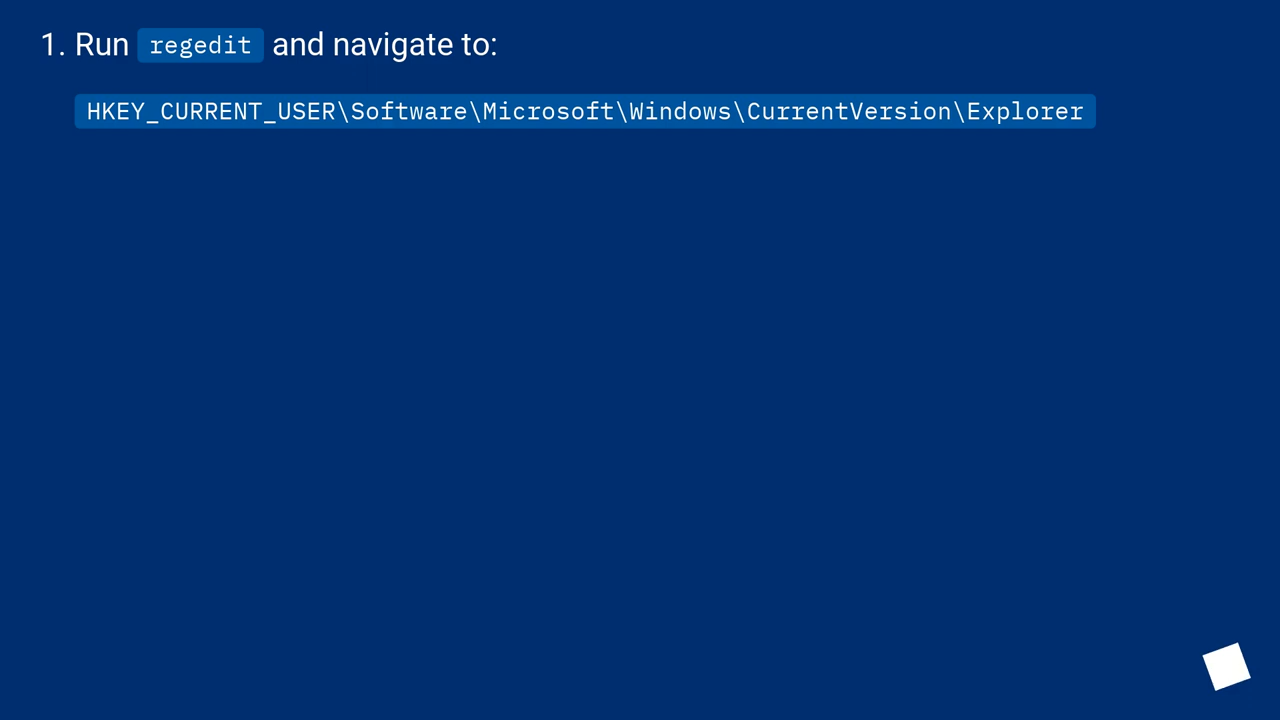 1. Run regedit and navigate to:
HKEY_CURRENT_USER\Software\Microsoft\Windows\CurrentVersion\Explorer